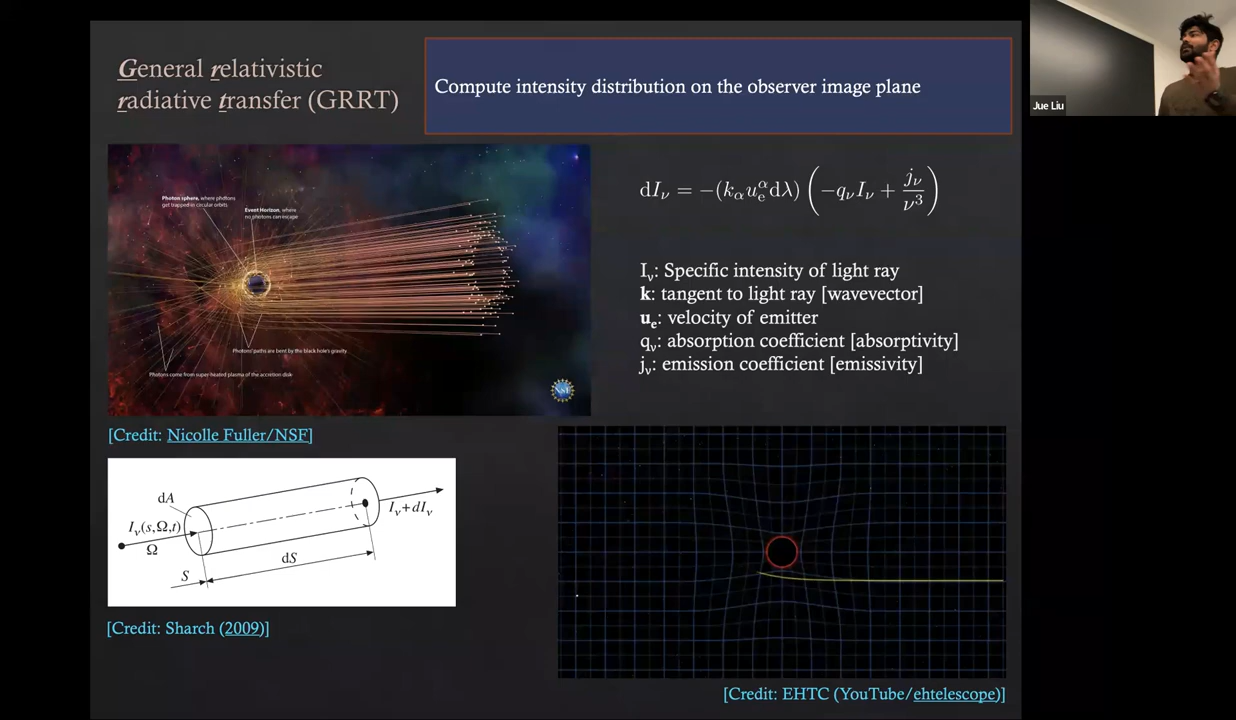 General relativistic
radiative transfer (GRRT)
Compute intensity distribution on the observer image plane
Jue Liu
Photon sphere, where photons
get trapped in circular orbits
Event Horizon, where
no photons can escape
Photons' paths are bent by the black hole's gravity
Photons come from super-heated plasma of the accretion disk
NSF
[Credit: Nicolle Fuller/NSF]
dI_ν = −(k_α u_e^α dλ) (−q_ν I_ν + j_ν/ν³)
I_ν: Specific intensity of light ray
k: tangent to light ray [wavevector]
u_e: velocity of emitter
q_ν: absorption coefficient [absorptivity]
j_ν: emission coefficient [emissivity]
dA
I_ν(s,Ω,t)
Ω
S
dS
I_ν+dI_ν
[Credit: Sharch (2009)]
[Credit: EHTC (YouTube/ehtelescope)]